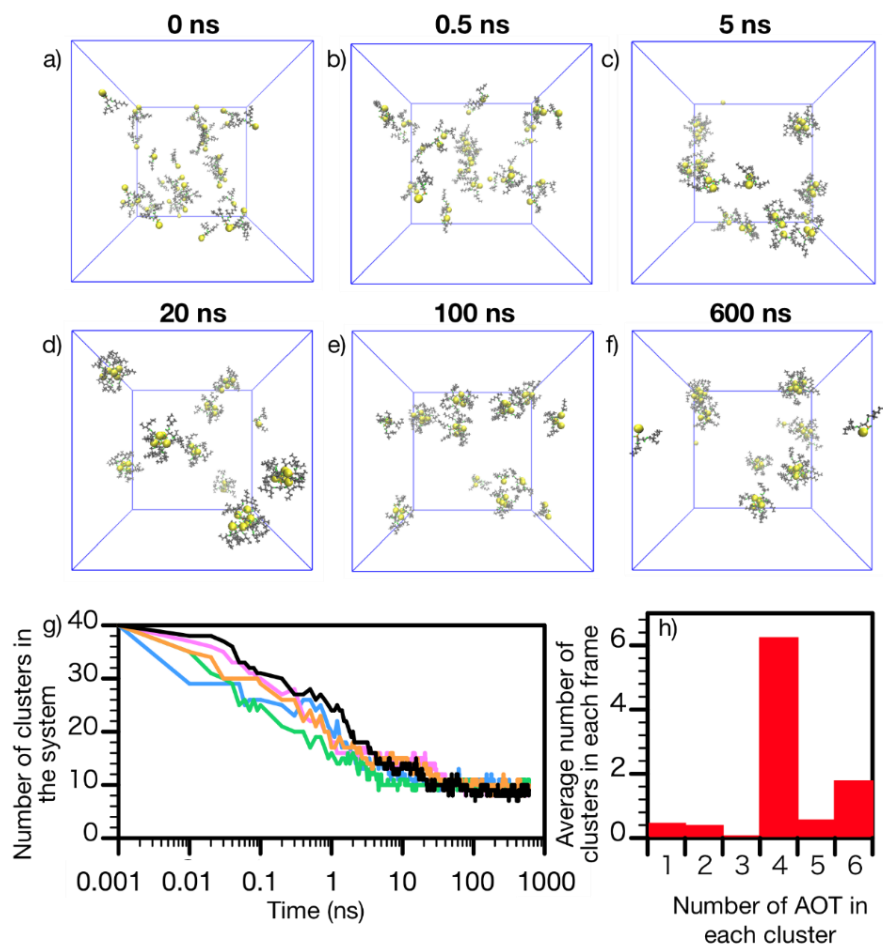 0 ns
0.5 ns
5 ns
a)
b)
c)
20 ns
100 ns
600 ns
d)
e)
f)
g)
Number of clusters in
the system
40
30
20
10
0
0.001
0.01
0.1
1
10
100
1000
Time (ns)
h)
Average number of
clusters in each frame
6
4
2
0
1
2
3
4
5
6
Number of AOT in
each cluster